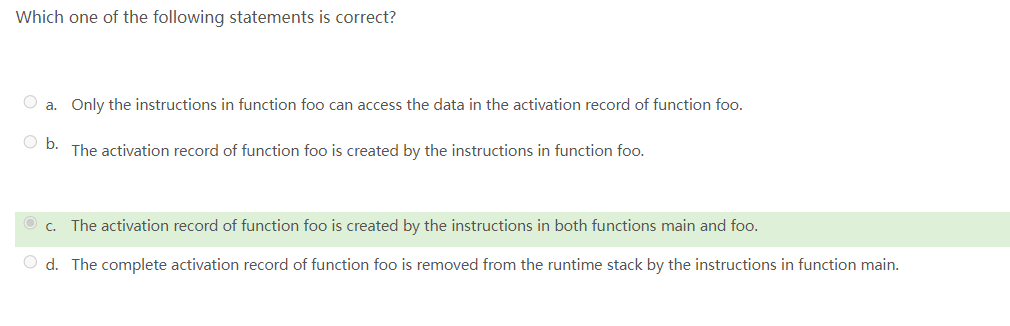 Which one of the following statements is correct?
a. Only the instructions in function foo can access the data in the activation record of function foo.
b. The activation record of function foo is created by the instructions in function foo.
c. The activation record of function foo is created by the instructions in both functions main and foo.
d. The complete activation record of function foo is removed from the runtime stack by the instructions in function main.